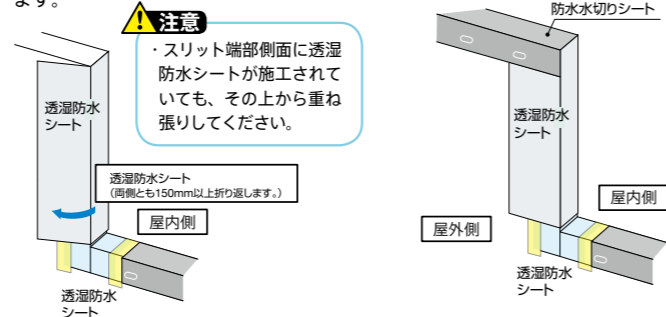 ます。
注意
・スリット端部側面に透湿
防水シートが施工されて
いても、その上から重ね
張りしてください。
透湿防水
シート
透湿防水シート
(両側とも150mm以上折り返します。)
屋内側
透湿防水
シート
防水水切りシート
透湿防水
シート
屋内側
屋外側
透湿防水
シート